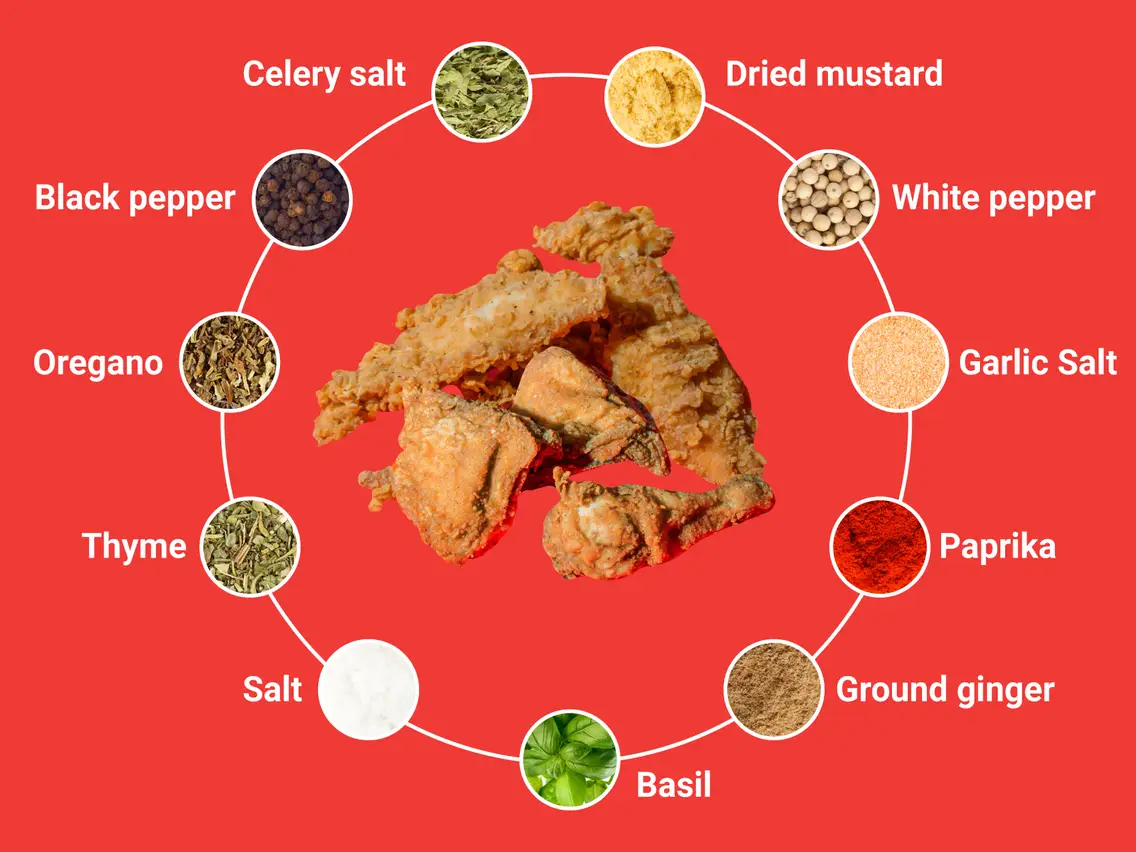 Celery salt
Dried mustard
Black pepper
White pepper
Oregano
Garlic Salt
Thyme
Paprika
Salt
Ground ginger
Basil